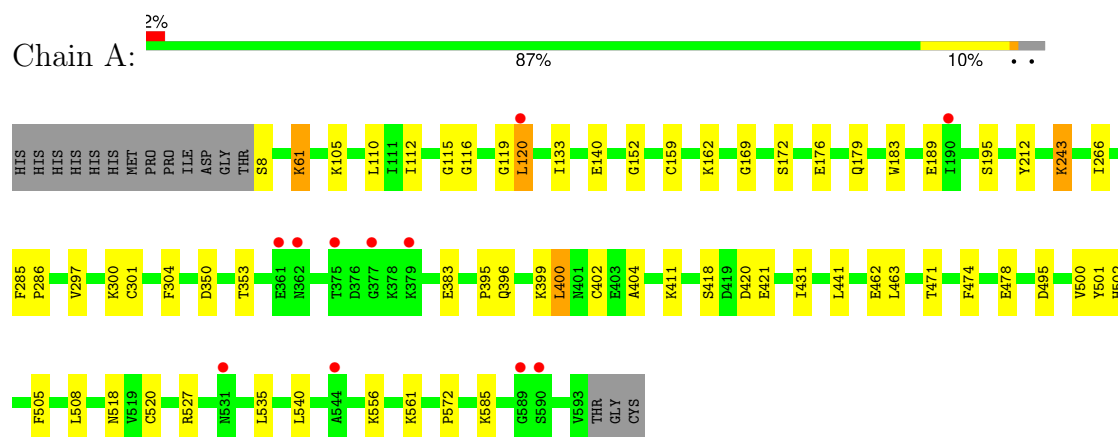 2%
Chain A:
87% 10% • •
HIS HIS HIS HIS HIS HIS MET PRO PRO ILE ASP GLY THR S8 K61 K105 L110 I111 I112 G115 G116 G119 L120 I133 E140 G152 C159 K162 G169 S172 E176 Q179 W183 E189 I190 S195 Y212 K243 I266
F285 P286 V297 K300 C301 F304 D350 T353 E361 N362 T375 D376 G377 K378 K379 E383 P395 Q396 K399 L400 N401 C402 E403 A404 K411 S418 D419 D420 E421 I431 L441 E462 L463 T471 F474 E478 D495 V500 Y501 H502
F505 L508 N518 V519 C520 R527 N531 L535 L540 A544 K556 K561 P572 K585 G589 S590 V593 THR GLY CYS